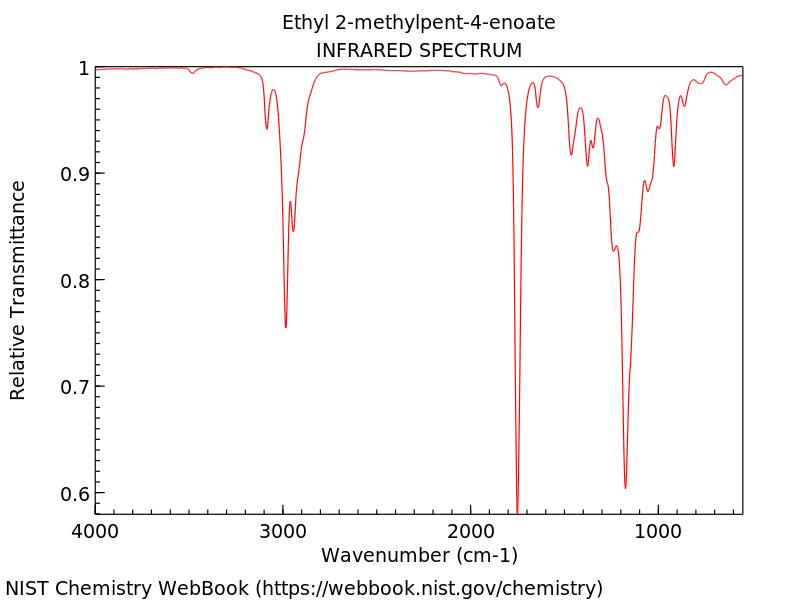 Ethyl 2-methylpent-4-enoate
INFRARED SPECTRUM
1
0.9
0.8
0.7
0.6
Relative Transmittance
4000 3000 2000 1000
Wavenumber (cm-1)
NIST Chemistry WebBook (https://webbook.nist.gov/chemistry)